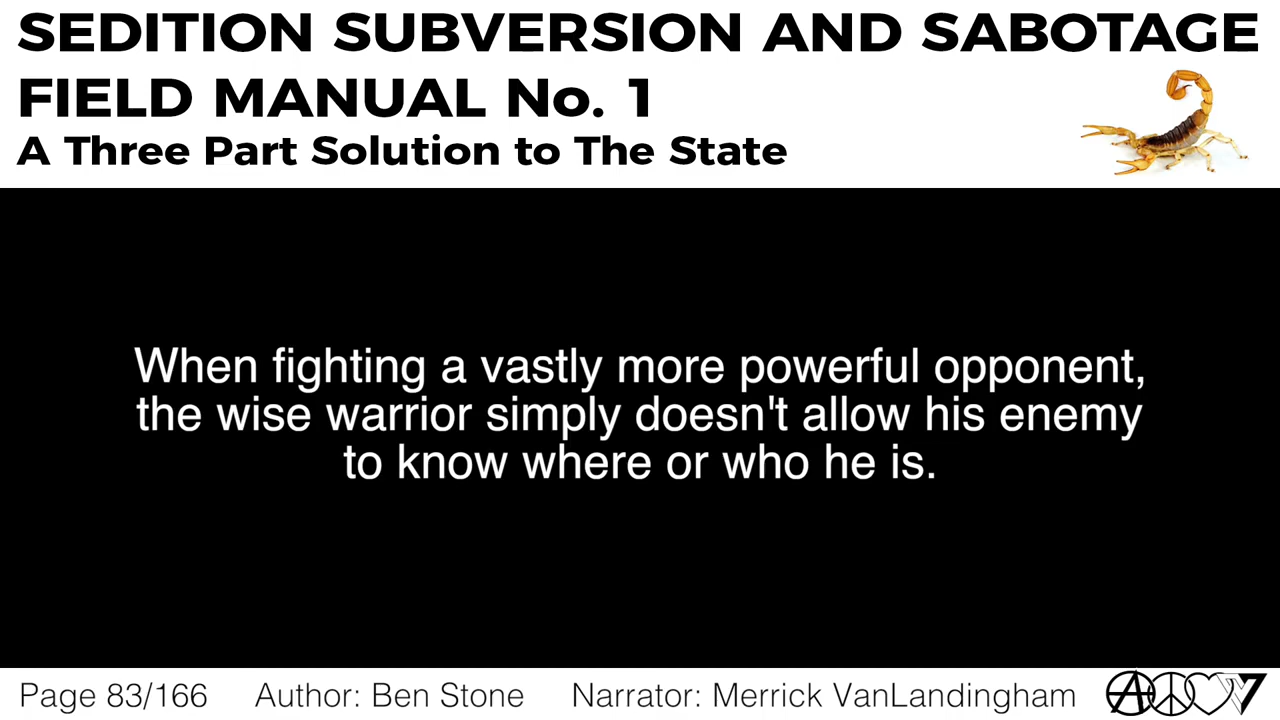 SEDITION SUBVERSION AND SABOTAGE
FIELD MANUAL No. 1
A Three Part Solution to The State
When fighting a vastly more powerful opponent,
the wise warrior simply doesn't allow his enemy
to know where or who he is.
Page 83/166 Author: Ben Stone Narrator: Merrick VanLandingham